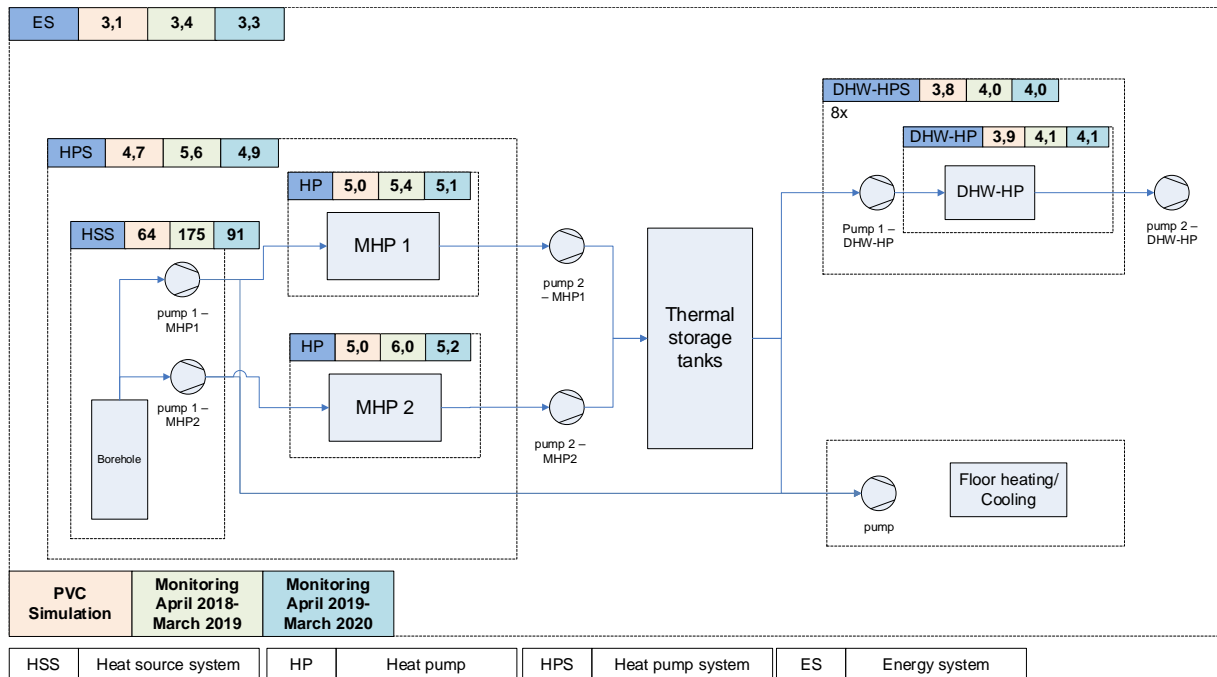 ES 3,1 3,4 3,3
DHW-HPS 3,8 4,0 4,0
8x
DHW-HP 3,9 4,1 4,1
HPS 4,7 5,6 4,9
HP 5,0 5,4 5,1
DHW-HP
MHP 1
HSS 64 175 91
Pump 1 –
DHW-HP
pump 2 –
DHW-HP
pump 1 –
MHP1
pump 2
– MHP1
Thermal
storage
tanks
HP 5,0 6,0 5,2
MHP 2
pump 1 –
MHP2
pump 2 –
MHP2
Borehole
Floor heating/
Cooling
pump
PVC
Simulation
Monitoring
April 2018-
March 2019
Monitoring
April 2019-
March 2020
HSS Heat source system HP Heat pump HPS Heat pump system ES Energy system